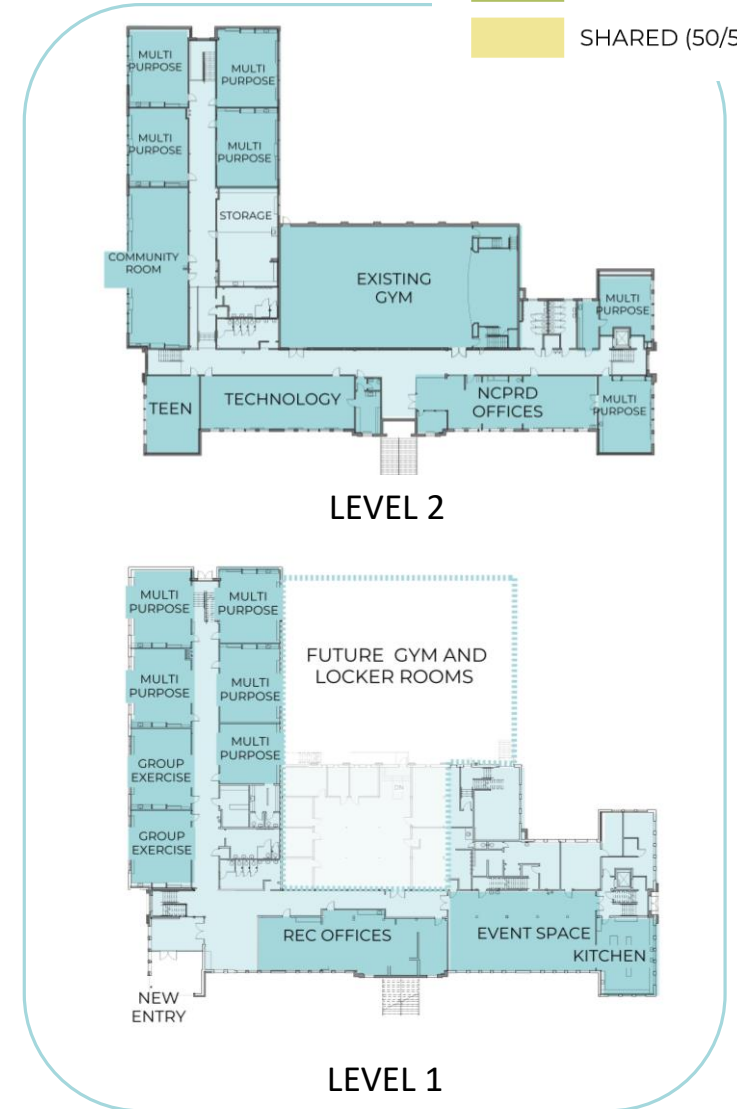 SHARED (50/5
MULTI
PURPOSE
MULTI
PURPOSE
MULTI
PURPOSE
MULTI
PURPOSE
STORAGE
COMMUNITY
ROOM
EXISTING
GYM
MULTI
PURPOSE
TEEN
TECHNOLOGY
NCPRD
OFFICES
MULTI
PURPOSE
LEVEL 2
MULTI
PURPOSE
MULTI
PURPOSE
FUTURE GYM AND
LOCKER ROOMS
MULTI
PURPOSE
MULTI
PURPOSE
MULTI
PURPOSE
GROUP
EXERCISE
GROUP
EXERCISE
REC OFFICES
EVENT SPACE
KITCHEN
NEW
ENTRY
LEVEL 1